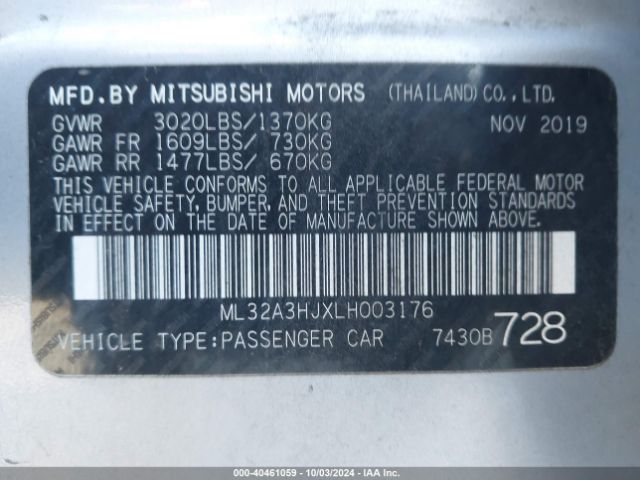 MFD.BY MITSUBISHI MOTORS (THAILAND)CO.,LTD.
GVWR 3020LBS/1370KG NOV 2019
GAWR FR 1609LBS/ 730KG
GAWR RR 1477LBS/ 670KG
THIS VEHICLE CONFORMS TO ALL APPLICABLE FEDERAL MOTOR
VEHICLE SAFETY, BUMPER, AND THEFT PREVENTION STANDARDS
IN EFFECT ON THE DATE OF MANUFACTURE SHOWN ABOVE.
ML32A3HJXLH003176
VEHICLE TYPE:PASSENGER CAR 7430B 728
000-40461059 - 10/03/2024 - IAA Inc.